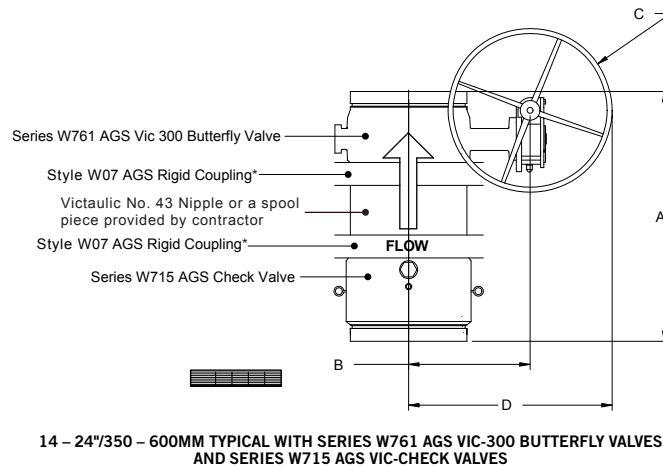 C
Series W761 AGS Vic 300 Butterfly Valve
Style W07 AGS Rigid Coupling*
Victaulic No. 43 Nipple or a spool
piece provided by contractor
A
Style W07 AGS Rigid Coupling*
FLOW
Series W715 AGS Check Valve
B
D
14 – 24"/350 – 600MM TYPICAL WITH SERIES W761 AGS VIC-300 BUTTERFLY VALVES
AND SERIES W715 AGS VIC-CHECK VALVES